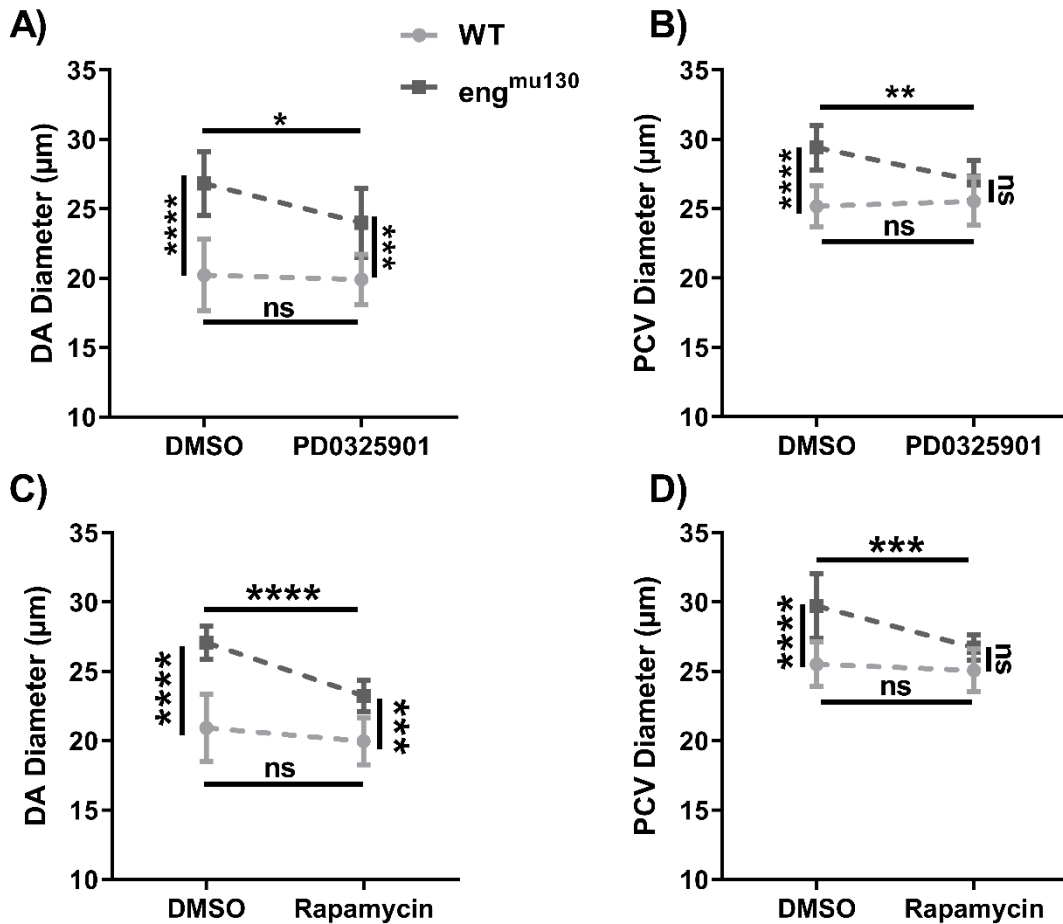 A)
WT
eng^mu130
35
30
25
20
15
10
DA Diameter (µm)
*
****
***
ns
DMSO PD0325901
B)
35
30
25
20
15
10
PCV Diameter (µm)
**
****
ns
ns
DMSO PD0325901
C)
35
30
25
20
15
10
DA Diameter (µm)
****
****
***
ns
DMSO Rapamycin
D)
35
30
25
20
15
10
PCV Diameter (µm)
***
****
ns
ns
DMSO Rapamycin